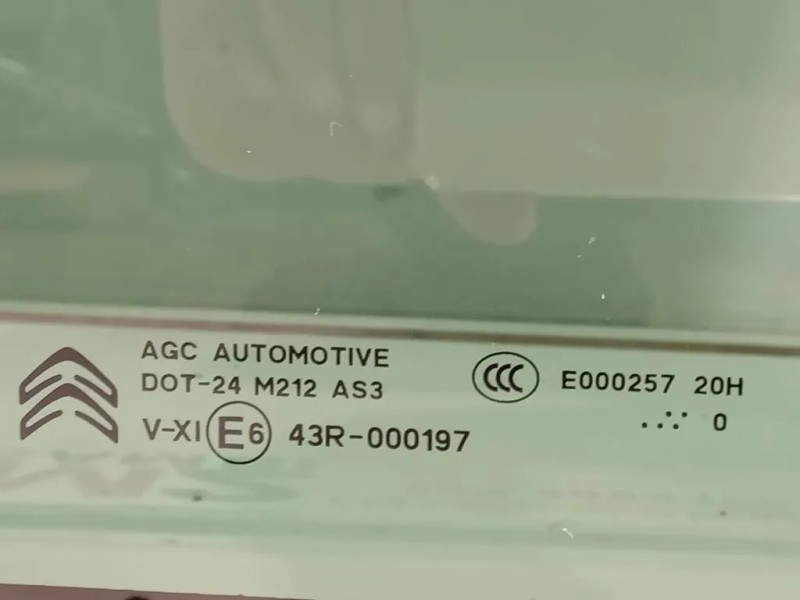 AGC AUTOMOTIVE
DOT-24 M212 AS3
V-XI E6 43R-000197
CCC E000257 20H
.∴∵ 0